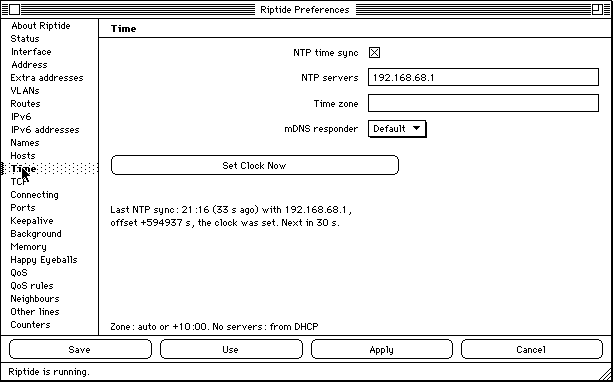 Riptide Preferences
About Riptide
Status
Interface
Address
Extra addresses
VLANs
Routes
IPv6
IPv6 addresses
Names
Hosts
Time
TCP
Connecting
Ports
Keepalive
Background
Memory
Happy Eyeballs
QoS
QoS rules
Neighbours
Other lines
Counters
Time
NTP time sync
NTP servers 192.168.68.1
Time zone
mDNS responder Default
Set Clock Now
Last NTP sync: 21:16 (33 s ago) with 192.168.68.1,
offset +594937 s, the clock was set. Next in 30 s.
Zone: auto or +10:00. No servers: from DHCP
Save Use Apply Cancel
Riptide is running.